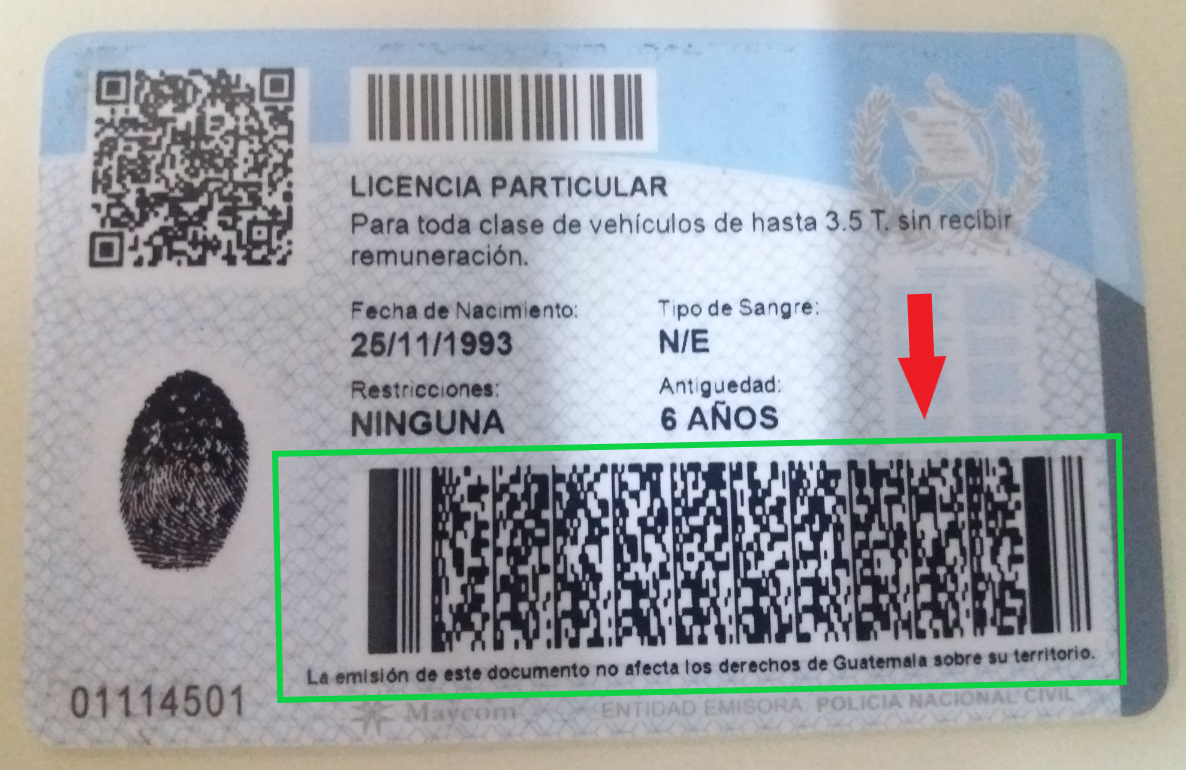 LICENCIA PARTICULAR
Para toda clase de vehículos de hasta 3.5 T. sin recibir
remuneración.
Fecha de Nacimiento: Tipo de Sangre:
25/11/1993 N/E
Restricciones: Antiguedad:
NINGUNA 6 AÑOS
La emisión de este documento no afecta los derechos de Guatemala sobre su territorio.
01114501
Maycom ENTIDAD EMISORA POLICÍA NACIONAL CIVIL